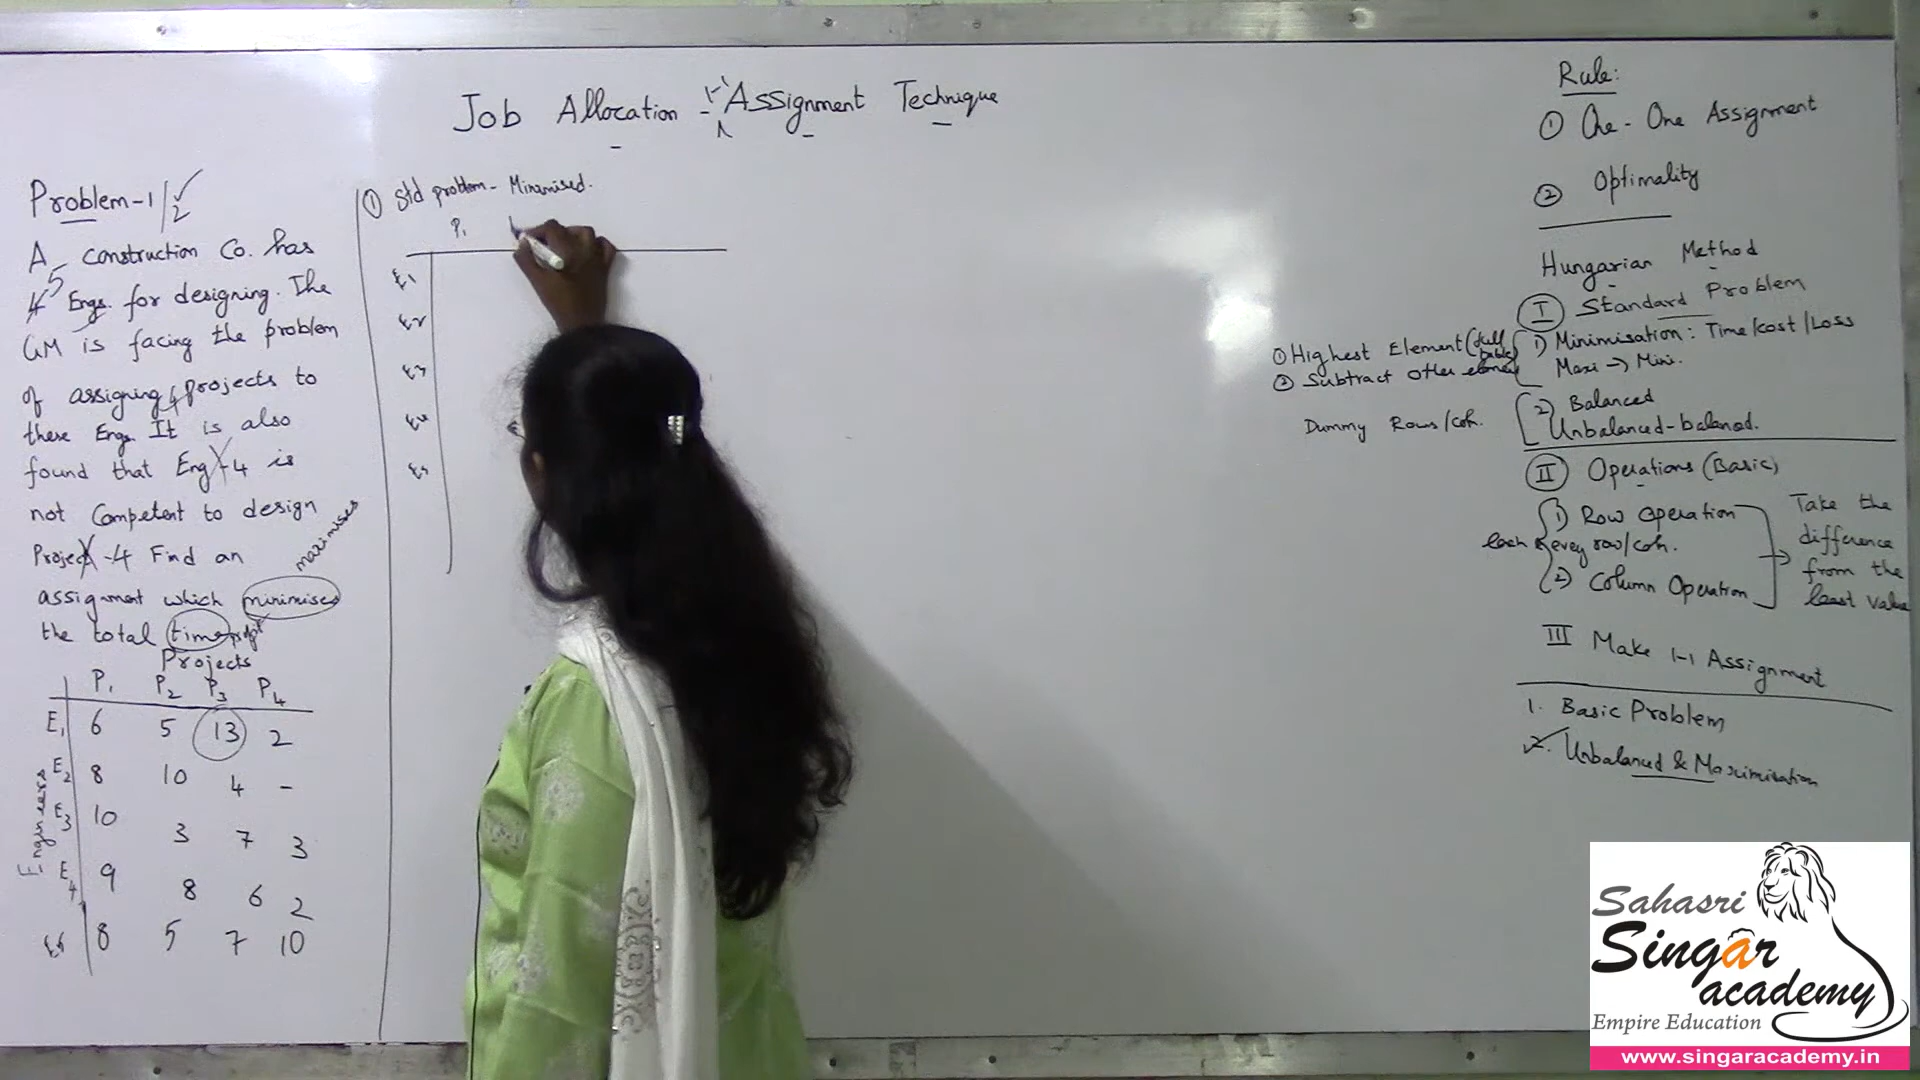 Job Allocation - Assignment Technique
1-1
Problem-1/2
A construction Co. has
4 5 Engs. for designing. The
GM is facing the problem
of assigning 4 projects to
these Engs. It is also
found that Eng-4 is
not Competent to design
Project-4 Find an
assignment which minimises
maximises
the total time profit
Projects
P1 P2 P3 P4
Engineers
E1 6 5 13 2
E2 8 10 4 -
E3 10 3 7 3
E4 9 8 6 2
E5 8 5 7 10
① Std problem - Minimised.
P1
E1
E2
E3
E4
E5
Rule:
① One-One Assignment
② Optimality
Hungarian Method
I Standard Problem
1) Minimisation: Time/cost/Loss
Maxi → Mini.
① Highest Element (full table)
② Subtract other element
2) Balanced
Unbalanced-balanced.
Dummy Rows/coln.
II Operations (Basic)
1) Row Operation
each & every row/coln.
2) Column Operation
Take the
difference
from the
least value
III Make 1-1 Assignment
1. Basic Problem
2. Unbalanced & Maximisation
Sahasri
Singar
academy
Empire Education
www.singaracademy.in